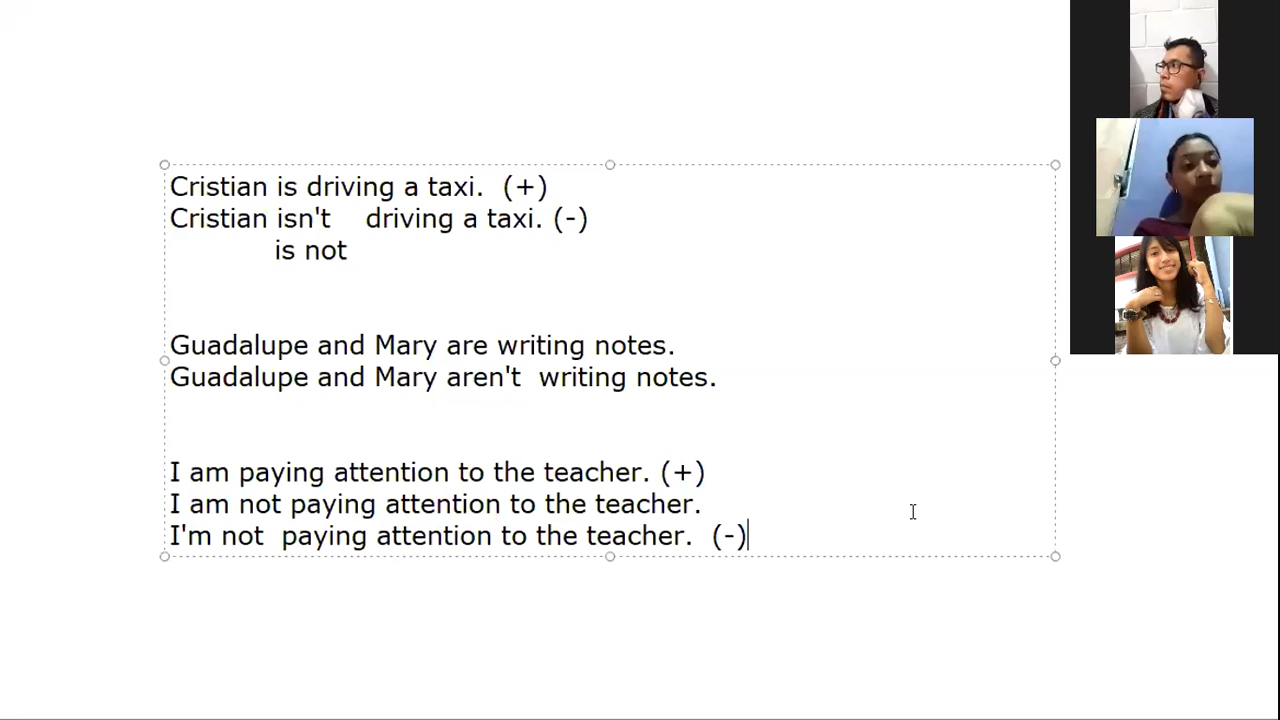 Cristian is driving a taxi.  (+)
Cristian isn't    driving a taxi. (-)
is not
Guadalupe and Mary are writing notes.
Guadalupe and Mary aren't  writing notes.
I am paying attention to the teacher. (+)
I am not paying attention to the teacher.
I'm not  paying attention to the teacher.  (-)